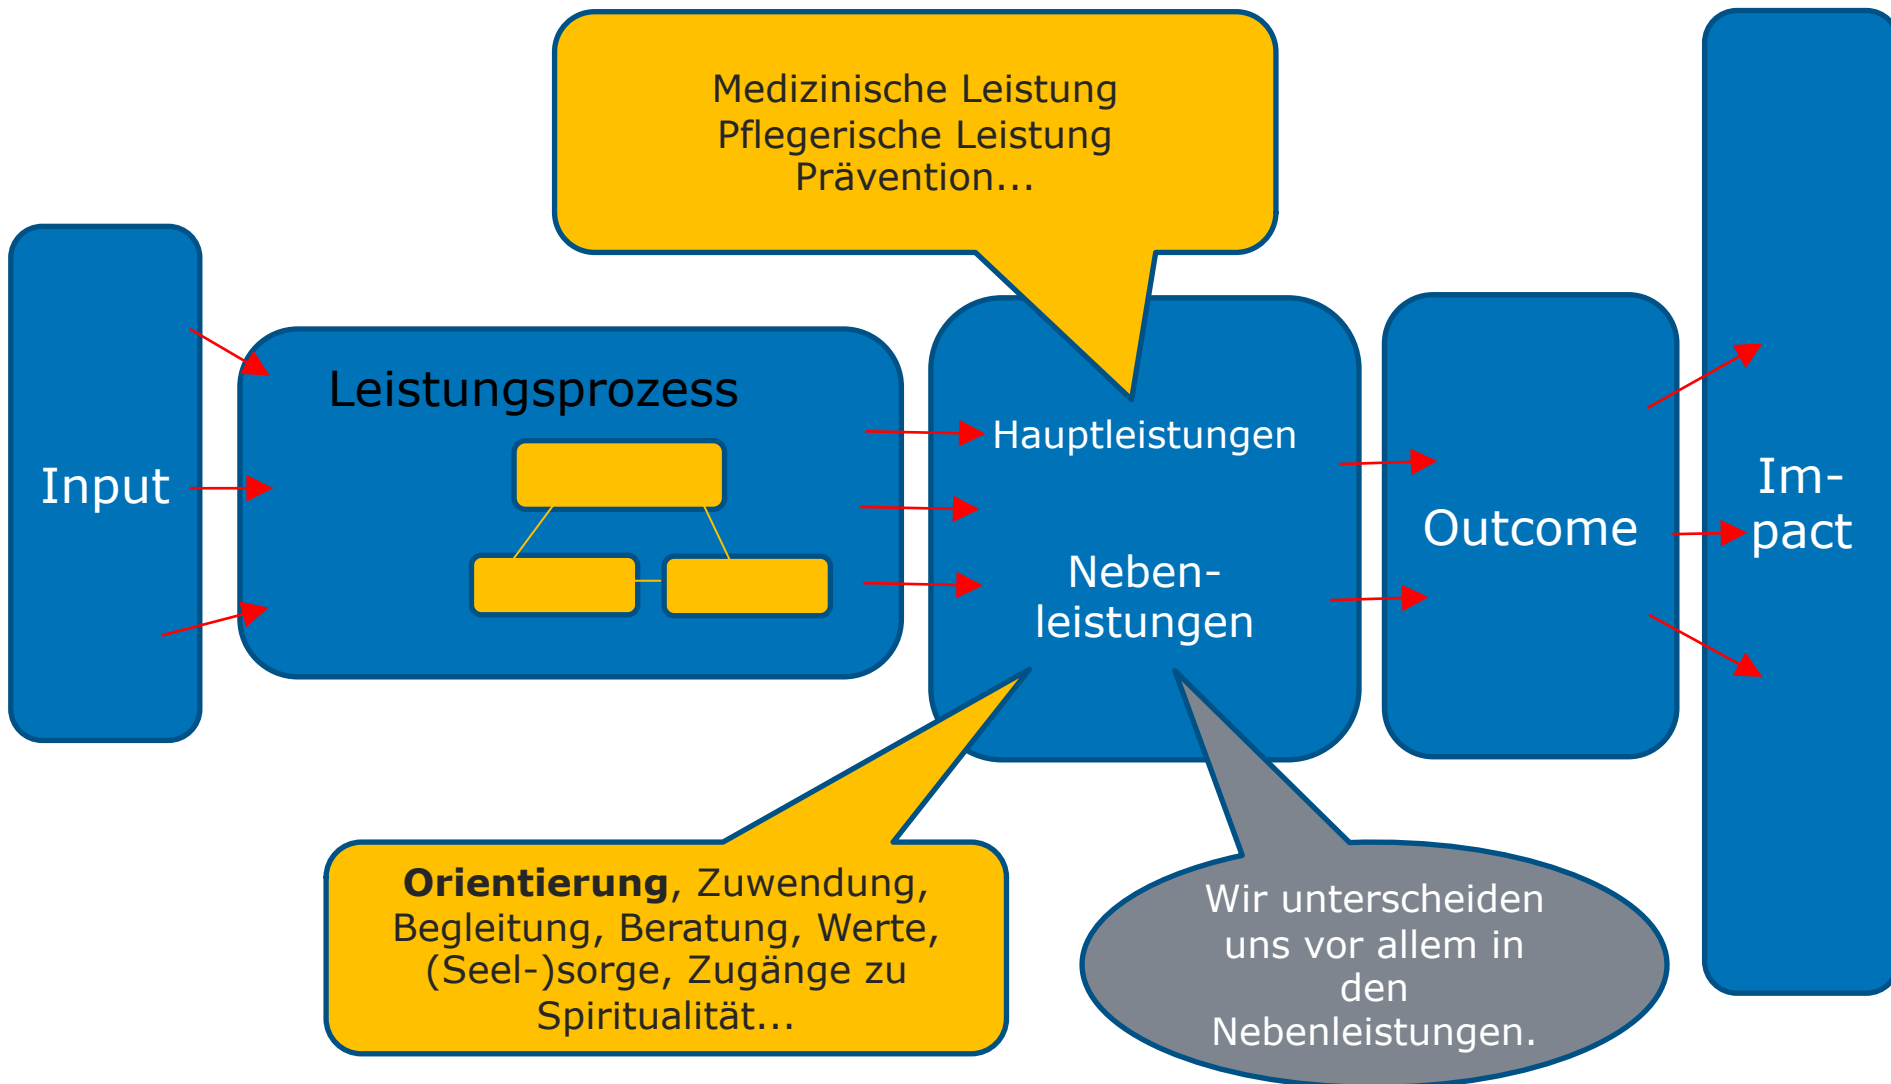 Medizinische Leistung
Pflegerische Leistung
Prävention...
Input
Leistungsprozess
Hauptleistungen
Neben-
leistungen
Outcome
Im-
pact
Orientierung, Zuwendung,
Begleitung, Beratung, Werte,
(Seel-)sorge, Zugänge zu
Spiritualität...
Wir unterscheiden
uns vor allem in
den
Nebenleistungen.